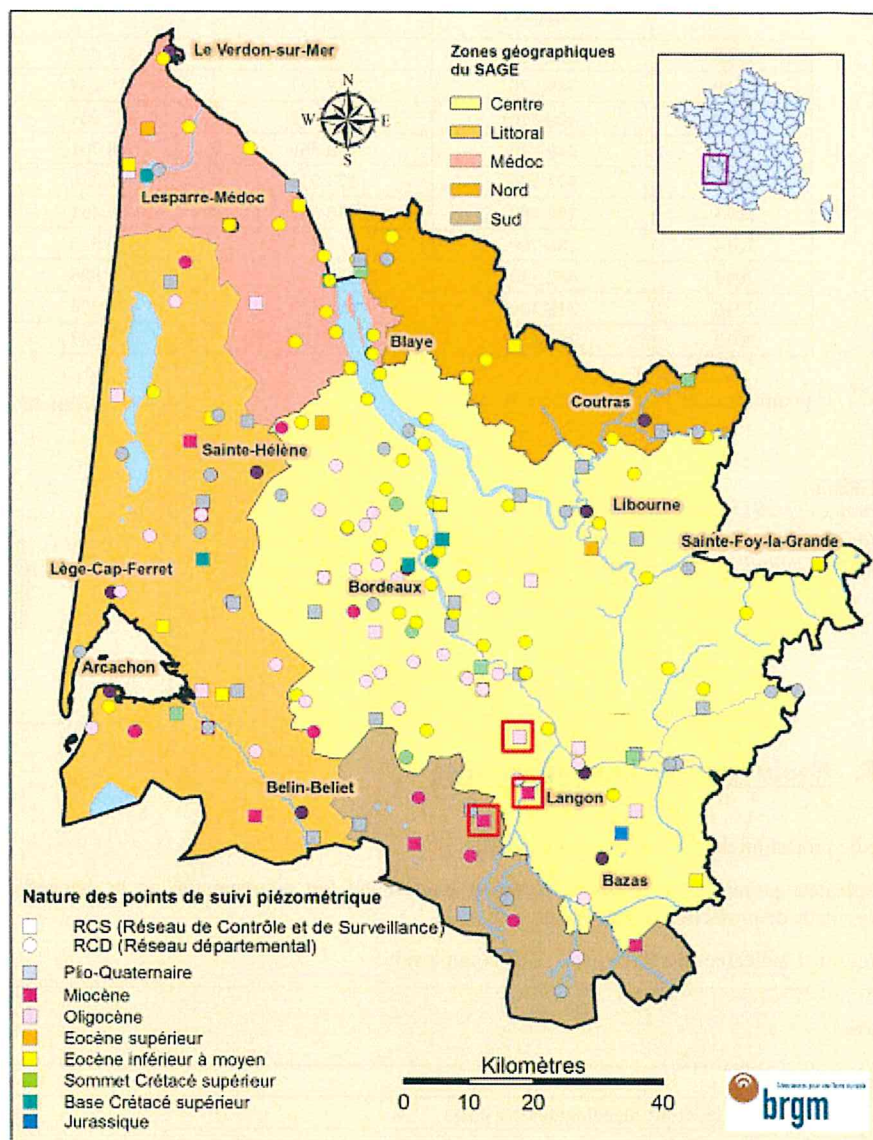 Le Verdon-sur-Mer
Zones géographiques
du SAGE
Centre
Littoral
Médoc
Nord
Sud
N
W
E
S
Lesparre-Médoc
Blaye
Coutras
Sainte-Hélène
Libourne
Sainte-Foy-la-Grande
Lège-Cap-Ferret
Bordeaux
Arcachon
Belin-Beliet
Langon
Bazas
Nature des points de suivi piézométrique
RCS (Réseau de Contrôle et de Surveillance)
RCD (Réseau départemental)
Plio-Quaternaire
Miocène
Oligocène
Eocène supérieur
Eocène inférieur à moyen
Sommet Crétacé supérieur
Base Crétacé supérieur
Jurassique
Kilomètres
0 10 20 40
brgm